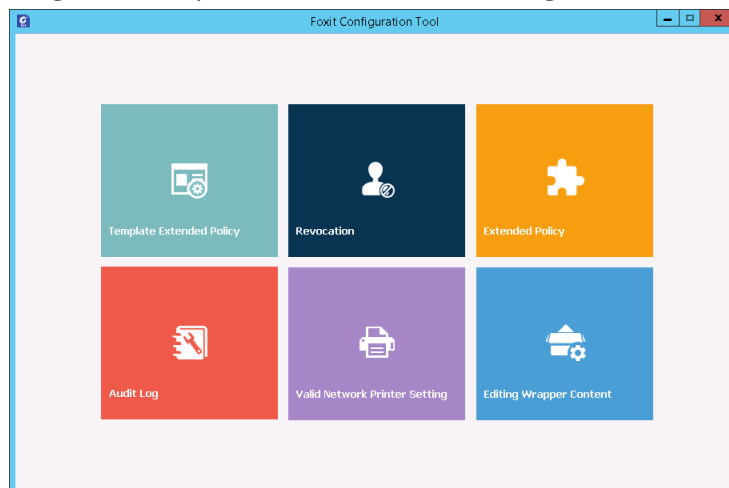 Foxit Configuration Tool
Template Extended Policy
Revocation
Extended Policy
Audit Log
Valid Network Printer Setting
Editing Wrapper Content